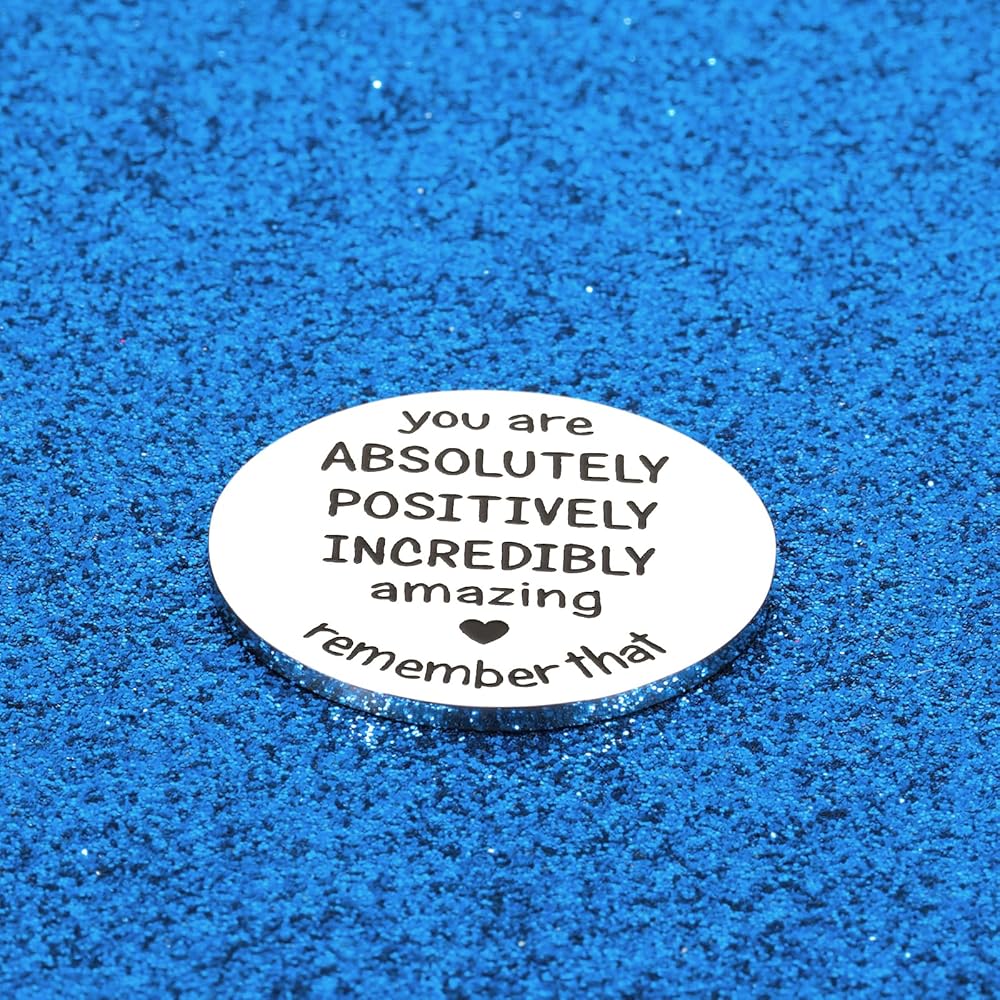 you are
ABSOLUTELY
POSITIVELY
INCREDIBLY
amazing
remember that